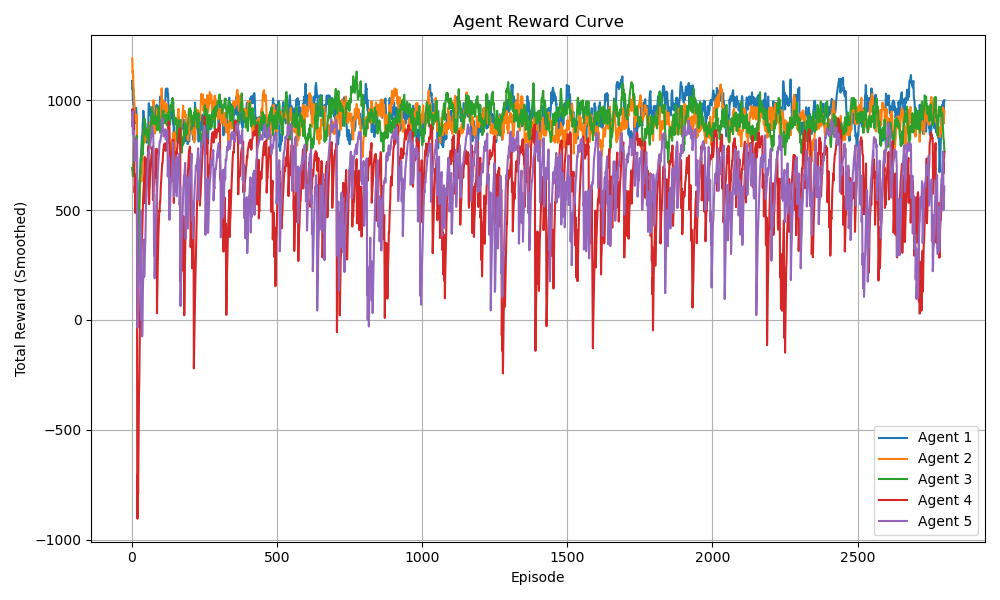 Agent Reward Curve
Total Reward (Smoothed)
1000
500
0
−500
−1000
0
500
1000
1500
2000
2500
Episode
Agent 1
Agent 2
Agent 3
Agent 4
Agent 5